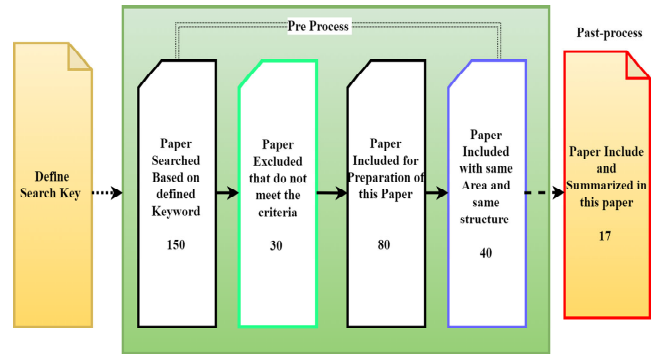 Pre Process
Past-process
Define
Search Key
Paper
Searched
Based on
defined
Keyword
150
Paper
Excluded
that do not
meet the
criteria
30
Paper
Included for
Preparation of
this Paper
80
Paper
Included
with same
Area and
same
structure
40
Paper Include
and
Summarized in
this paper
17